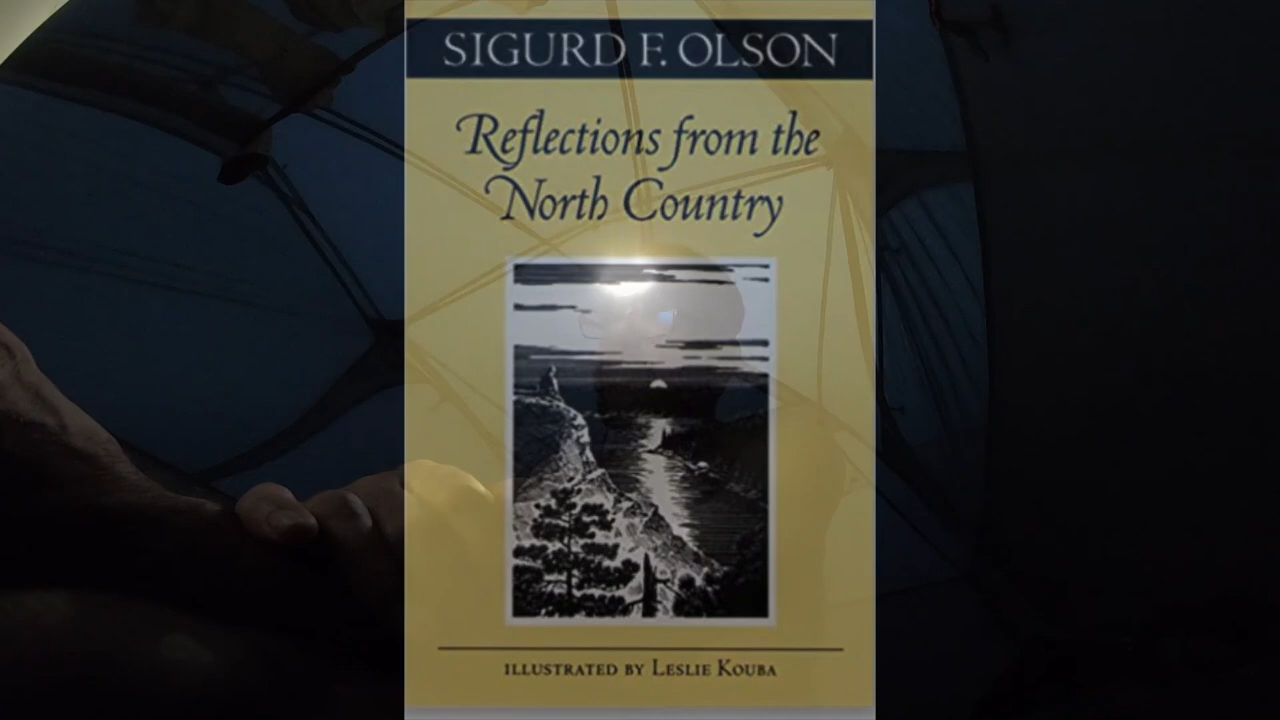 SIGURD F. OLSON
Reflections from the
North Country
ILLUSTRATED BY LESLIE KOUBA